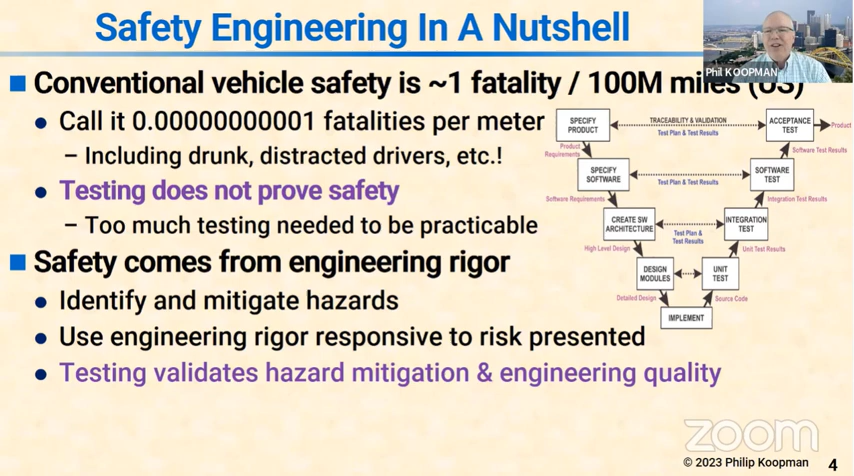 Safety Engineering In A Nutshell
Phil KOOPMAN
Conventional vehicle safety is ~1 fatality / 100M miles (US)
Call it 0.00000000001 fatalities per meter
– Including drunk, distracted drivers, etc.!
Testing does not prove safety
– Too much testing needed to be practicable
Safety comes from engineering rigor
Identify and mitigate hazards
Use engineering rigor responsive to risk presented
Testing validates hazard mitigation & engineering quality
SPECIFY
PRODUCT
TRACEABILITY & VALIDATION
Test Plan & Test Results
ACCEPTANCE
TEST
Product
Product
Requirements
Software Test Results
SPECIFY
SOFTWARE
Test Plan & Test Results
SOFTWARE
TEST
Software Requirements
Integration Test Results
CREATE SW
ARCHITECTURE
Test Plan &
Test Results
INTEGRATION
TEST
High Level Design
Unit Test Results
DESIGN
MODULES
UNIT
TEST
Detailed Design
Source Code
IMPLEMENT
zoom
© 2023 Philip Koopman 4